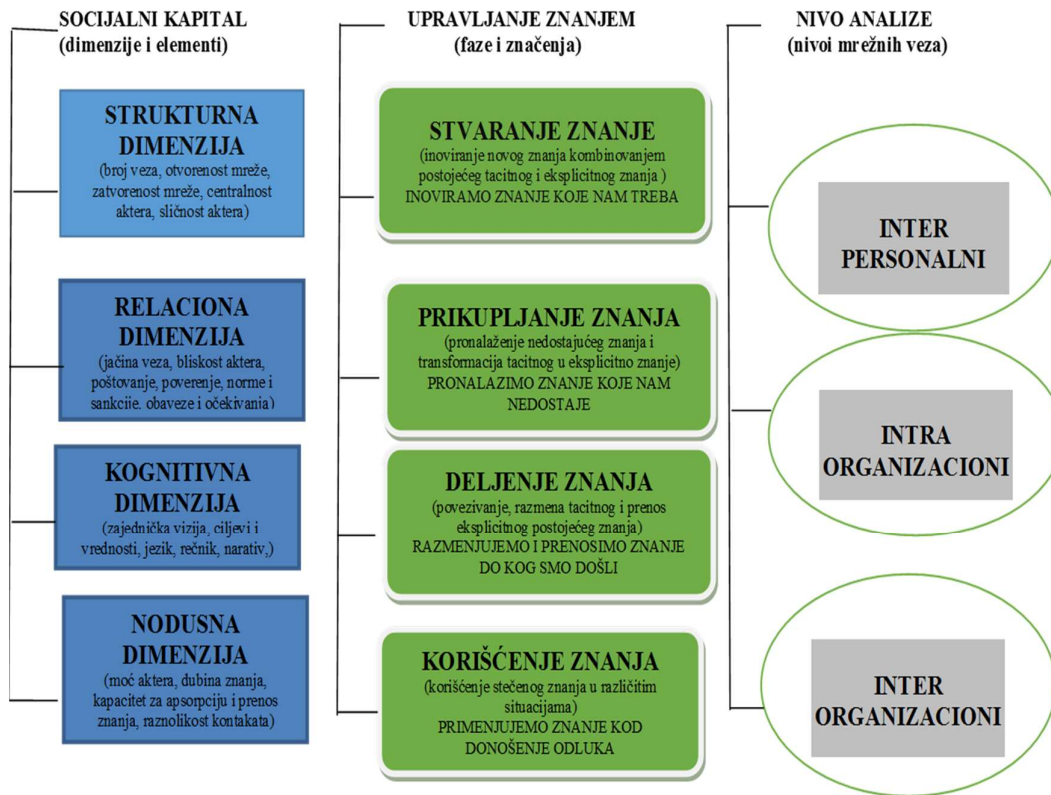 SOCIJALNI KAPITAL
(dimenzije i elementi)
STRUKTURNA
DIMENZIJA
(broj veza, otvorenost mreže,
zatvorenost mreže, centralnost
aktera, sličnost aktera)
RELACIONA
DIMENZIJA
(jačina veza, bliskost aktera,
poštovanje, poverenje, norme i
sankcije, obaveze i očekivanja)
KOGNITIVNA
DIMENZIJA
(zajednička vizija, ciljevi i
vrednosti, jezik, rečnik, narativ,)
NODUSNA
DIMENZIJA
(moć aktera, dubina znanja,
kapacitet za apsorpciju i prenos
znanja, raznolikost kontakata)
UPRAVLJANJE ZNANJEM
(faze i značenja)
STVARANJE ZNANJE
(inoviranje novog znanja kombinovanjem
postojećeg tacitnog i eksplicitnog znanja )
INOVIRAMO ZNANJE KOJE NAM TREBA
PRIKUPLJANJE ZNANJA
(pronalaženje nedostajućeg znanja i
transformacija tacitnog u eksplicitno znanje)
PRONALAZIMO ZNANJE KOJE NAM
NEDOSTAJE
DELJENJE ZNANJA
(povezivanje, razmena tacitnog i prenos
eksplicitnog postojećeg znanja)
RAZMENJUJEMO I PRENOSIMO ZNANJE
DO KOG SMO DOŠLI
KORIŠĆENJE ZNANJA
(korišćenje stečenog znanja u različitim
situacijama)
PRIMENJUJEMO ZNANJE KOD
DONOŠENJE ODLUKA
NIVO ANALIZE
(nivoi mrežnih veza)
INTER
PERSONALNI
INTRA
ORGANIZACIONI
INTER
ORGANIZACIONI